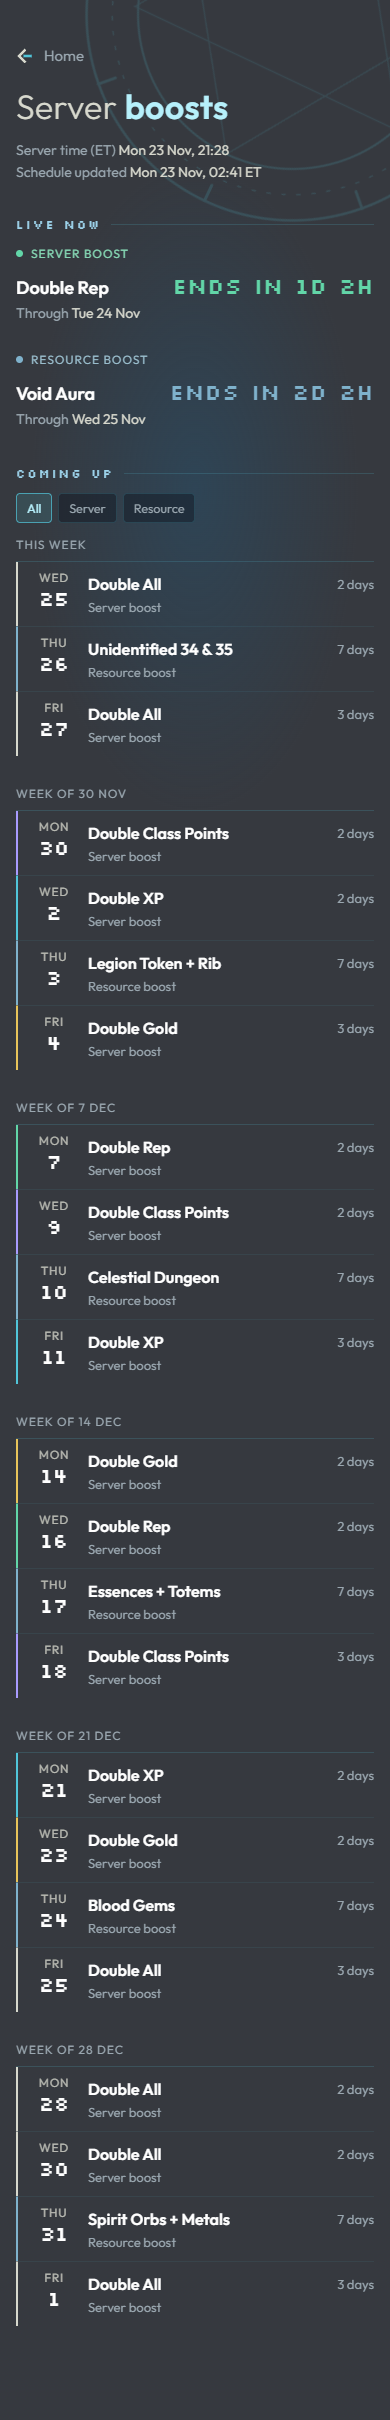 Home
Server boosts
Server time (ET) Mon 23 Nov, 21:28
Schedule updated Mon 23 Nov, 02:41 ET
LIVE NOW
SERVER BOOST
Double Rep ENDS IN 1D 2H
Through Tue 24 Nov
RESOURCE BOOST
Void Aura ENDS IN 2D 2H
Through Wed 25 Nov
COMING UP
All Server Resource
THIS WEEK
WED 25 Double All 2 days
Server boost
THU 26 Unidentified 34 & 35 7 days
Resource boost
FRI 27 Double All 3 days
Server boost
WEEK OF 30 NOV
MON 30 Double Class Points 2 days
Server boost
WED 2 Double XP 2 days
Server boost
THU 3 Legion Token + Rib 7 days
Resource boost
FRI 4 Double Gold 3 days
Server boost
WEEK OF 7 DEC
MON 7 Double Rep 2 days
Server boost
WED 9 Double Class Points 2 days
Server boost
THU 10 Celestial Dungeon 7 days
Resource boost
FRI 11 Double XP 3 days
Server boost
WEEK OF 14 DEC
MON 14 Double Gold 2 days
Server boost
WED 16 Double Rep 2 days
Server boost
THU 17 Essences + Totems 7 days
Resource boost
FRI 18 Double Class Points 3 days
Server boost
WEEK OF 21 DEC
MON 21 Double XP 2 days
Server boost
WED 23 Double Gold 2 days
Server boost
THU 24 Blood Gems 7 days
Resource boost
FRI 25 Double All 3 days
Server boost
WEEK OF 28 DEC
MON 28 Double All 2 days
Server boost
WED 30 Double All 2 days
Server boost
THU 31 Spirit Orbs + Metals 7 days
Resource boost
FRI 1 Double All 3 days
Server boost